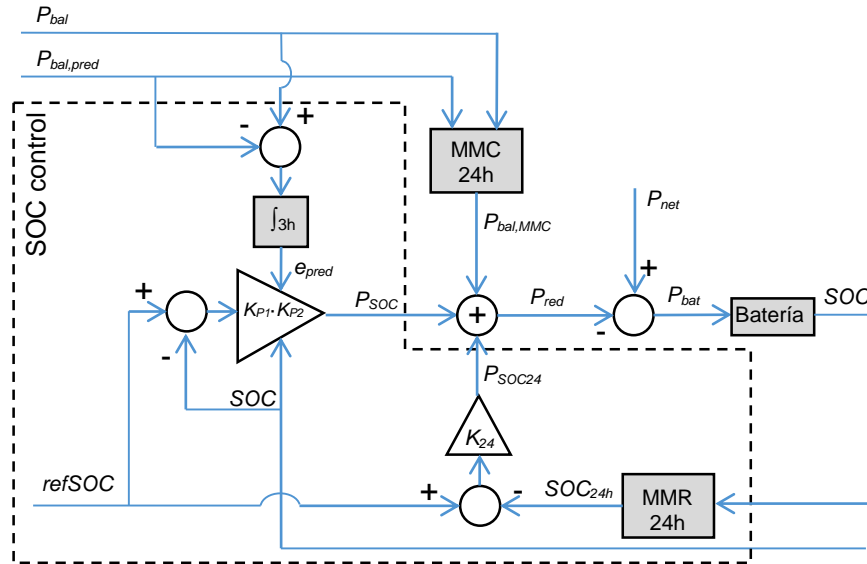 P_bal
P_bal,pred
+
-
SOC control
MMC
24h
∫3h
P_net
P_bal,MMC
e_pred
+
+
K_P1·K_P2
P_SOC
+
P_red
-
P_bat
Batería
SOC
-
P_SOC24
SOC
K_24
refSOC
+
-
SOC_24h
MMR
24h